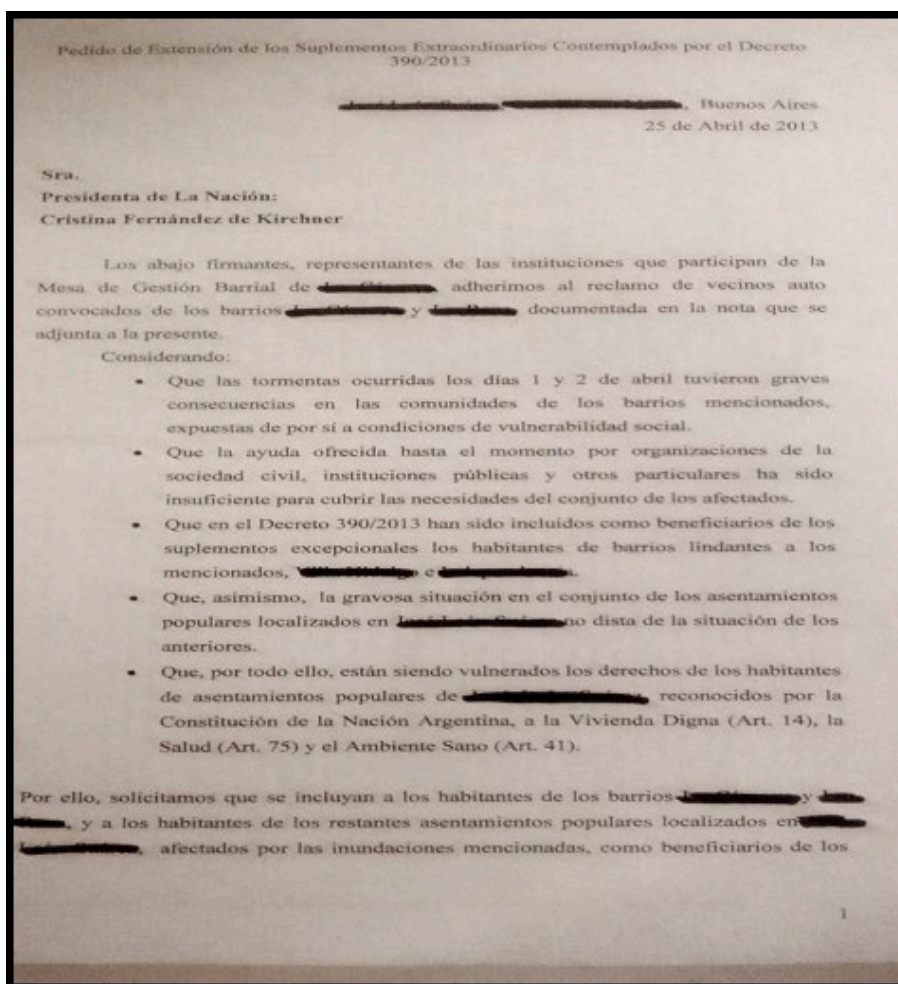 Pedido de Extensión de los Suplementos Extraordinarios Contemplados por el Decreto
390/2013
, Buenos Aires
25 de Abril de 2013
Sra.
Presidenta de La Nación:
Cristina Fernández de Kirchner
Los abajo firmantes, representantes de las instituciones que participan de la
Mesa de Gestión Barrial de , adherimos al reclamo de vecinos auto
convocados de los barrios y documentada en la nota que se
adjunta a la presente.
Considerando:
• Que las tormentas ocurridas los días 1 y 2 de abril tuvieron graves
consecuencias en las comunidades de los barrios mencionados,
expuestas de por sí a condiciones de vulnerabilidad social.
• Que la ayuda ofrecida hasta el momento por organizaciones de la
sociedad civil, instituciones públicas y otros particulares ha sido
insuficiente para cubrir las necesidades del conjunto de los afectados.
• Que en el Decreto 390/2013 han sido incluidos como beneficiarios de los
suplementos excepcionales los habitantes de barrios lindantes a los
mencionados, e .
• Que, asimismo, la gravosa situación en el conjunto de los asentamientos
populares localizados en no dista de la situación de los
anteriores.
• Que, por todo ello, están siendo vulnerados los derechos de los habitantes
de asentamientos populares de , reconocidos por la
Constitución de la Nación Argentina, a la Vivienda Digna (Art. 14), la
Salud (Art. 75) y el Ambiente Sano (Art. 41).
Por ello, solicitamos que se incluyan a los habitantes de los barrios y
, y a los habitantes de los restantes asentamientos populares localizados en
, afectados por las inundaciones mencionadas, como beneficiarios de los
1